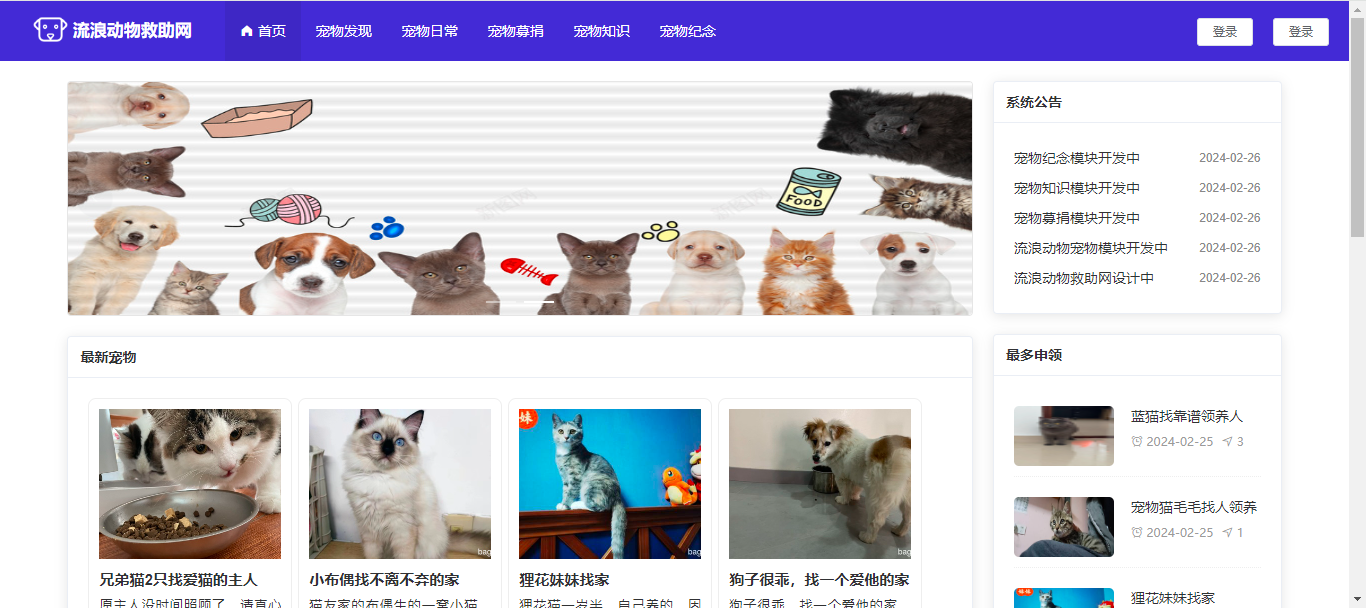 流浪动物救助网
首页
宠物发现
宠物日常
宠物募捐
宠物知识
宠物纪念
登录
登录
FOOD
系统公告
宠物纪念模块开发中 2024-02-26
宠物知识模块开发中 2024-02-26
宠物募捐模块开发中 2024-02-26
流浪动物宠物模块开发中 2024-02-26
流浪动物救助网设计中 2024-02-26
最新宠物
妹
bag
bag
bag
兄弟猫2只找爱猫的主人
小布偶找不离不弃的家
狸花妹妹找家
狗子很乖，找一个爱他的家
原主人没时间照顾了，请真心
猫友家的布偶生的一窝小猫
狸花猫一岁半，自己养的，因
狗子很乖，找一个爱他的家
最多申领
蓝猫找靠谱领养人
2024-02-25 3
宠物猫毛毛找人领养
2024-02-25 1
狸花妹妹找家